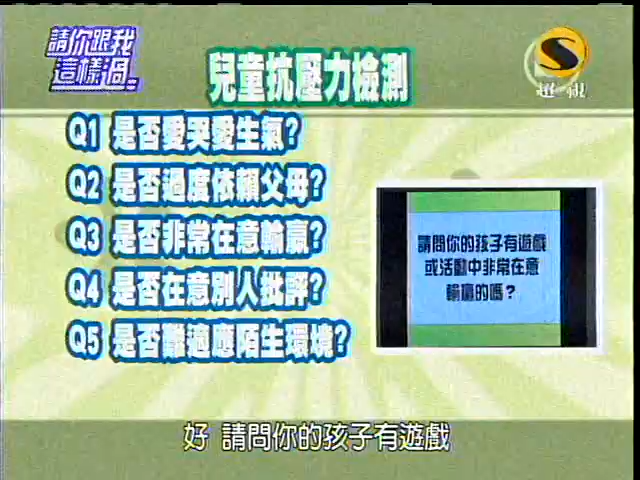 請你跟我
這樣過
兒童抗壓力檢測
超視
Q1 是否愛哭愛生氣?
Q2 是否過度依賴父母?
Q3 是否非常在意輸贏?
Q4 是否在意別人批評?
Q5 是否難適應陌生環境?
請問你的孩子有遊戲
或活動中非常在意
輸贏的嗎?
好 請問你的孩子有遊戲